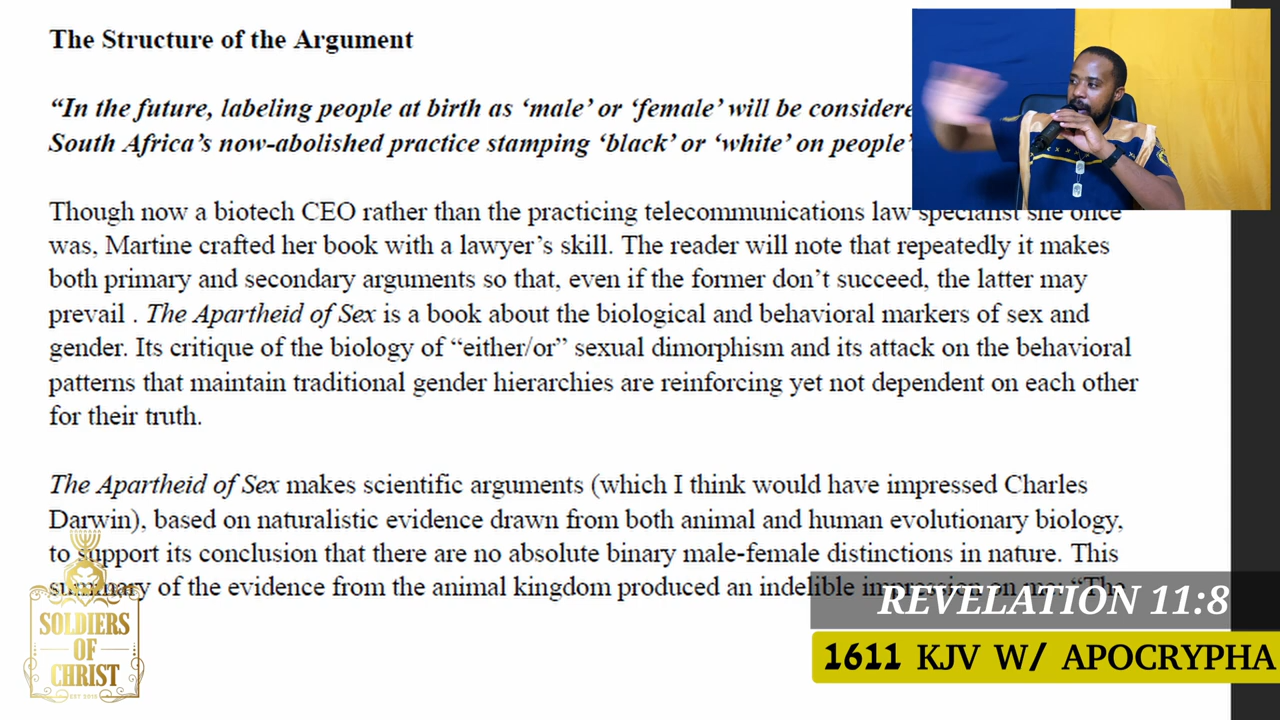 The Structure of the Argument
“In the future, labeling people at birth as ‘male’ or ‘female’ will be considere
South Africa’s now-abolished practice stamping ‘black’ or ‘white’ on people’
Though now a biotech CEO rather than the practicing telecommunications law specialist she once
was, Martine crafted her book with a lawyer’s skill. The reader will note that repeatedly it makes
both primary and secondary arguments so that, even if the former don’t succeed, the latter may
prevail . The Apartheid of Sex is a book about the biological and behavioral markers of sex and
gender. Its critique of the biology of “either/or” sexual dimorphism and its attack on the behavioral
patterns that maintain traditional gender hierarchies are reinforcing yet not dependent on each other
for their truth.
The Apartheid of Sex makes scientific arguments (which I think would have impressed Charles
Darwin), based on naturalistic evidence drawn from both animal and human evolutionary biology,
to support its conclusion that there are no absolute binary male-female distinctions in nature. This
summary of the evidence from the animal kingdom produced an indelible impression on me: “The
REVELATION 11:8
1611 KJV W/ APOCRYPHA
SOLDIERS
OF
CHRIST
EST 2015